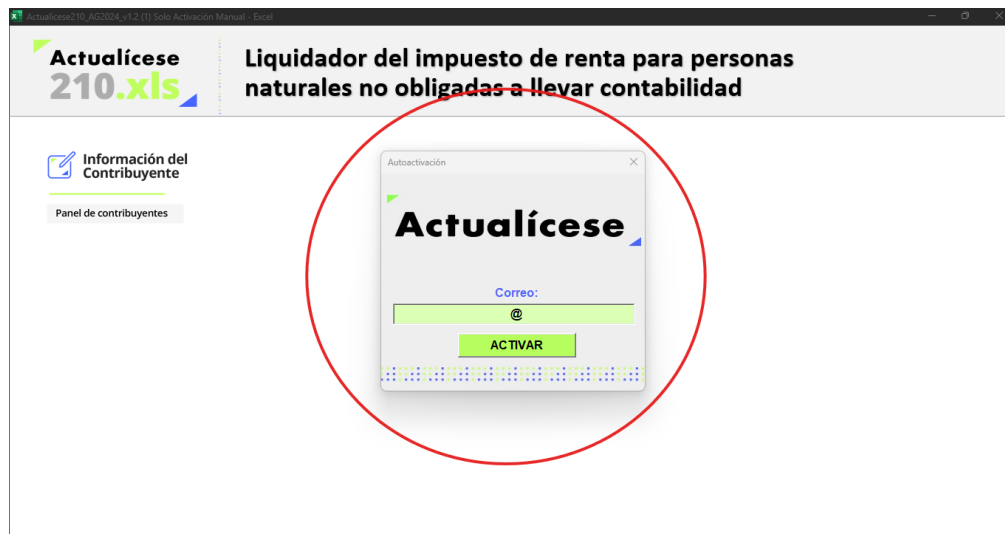 Actualicese210_AG2024_v1.2 (1) Solo Activación Manual - Excel
Actualícese
210.xls
Liquidador del impuesto de renta para personas
naturales no obligadas a llevar contabilidad
Información del
Contribuyente
Panel de contribuyentes
Autoactivación
Actualícese
Correo:
@
ACTIVAR